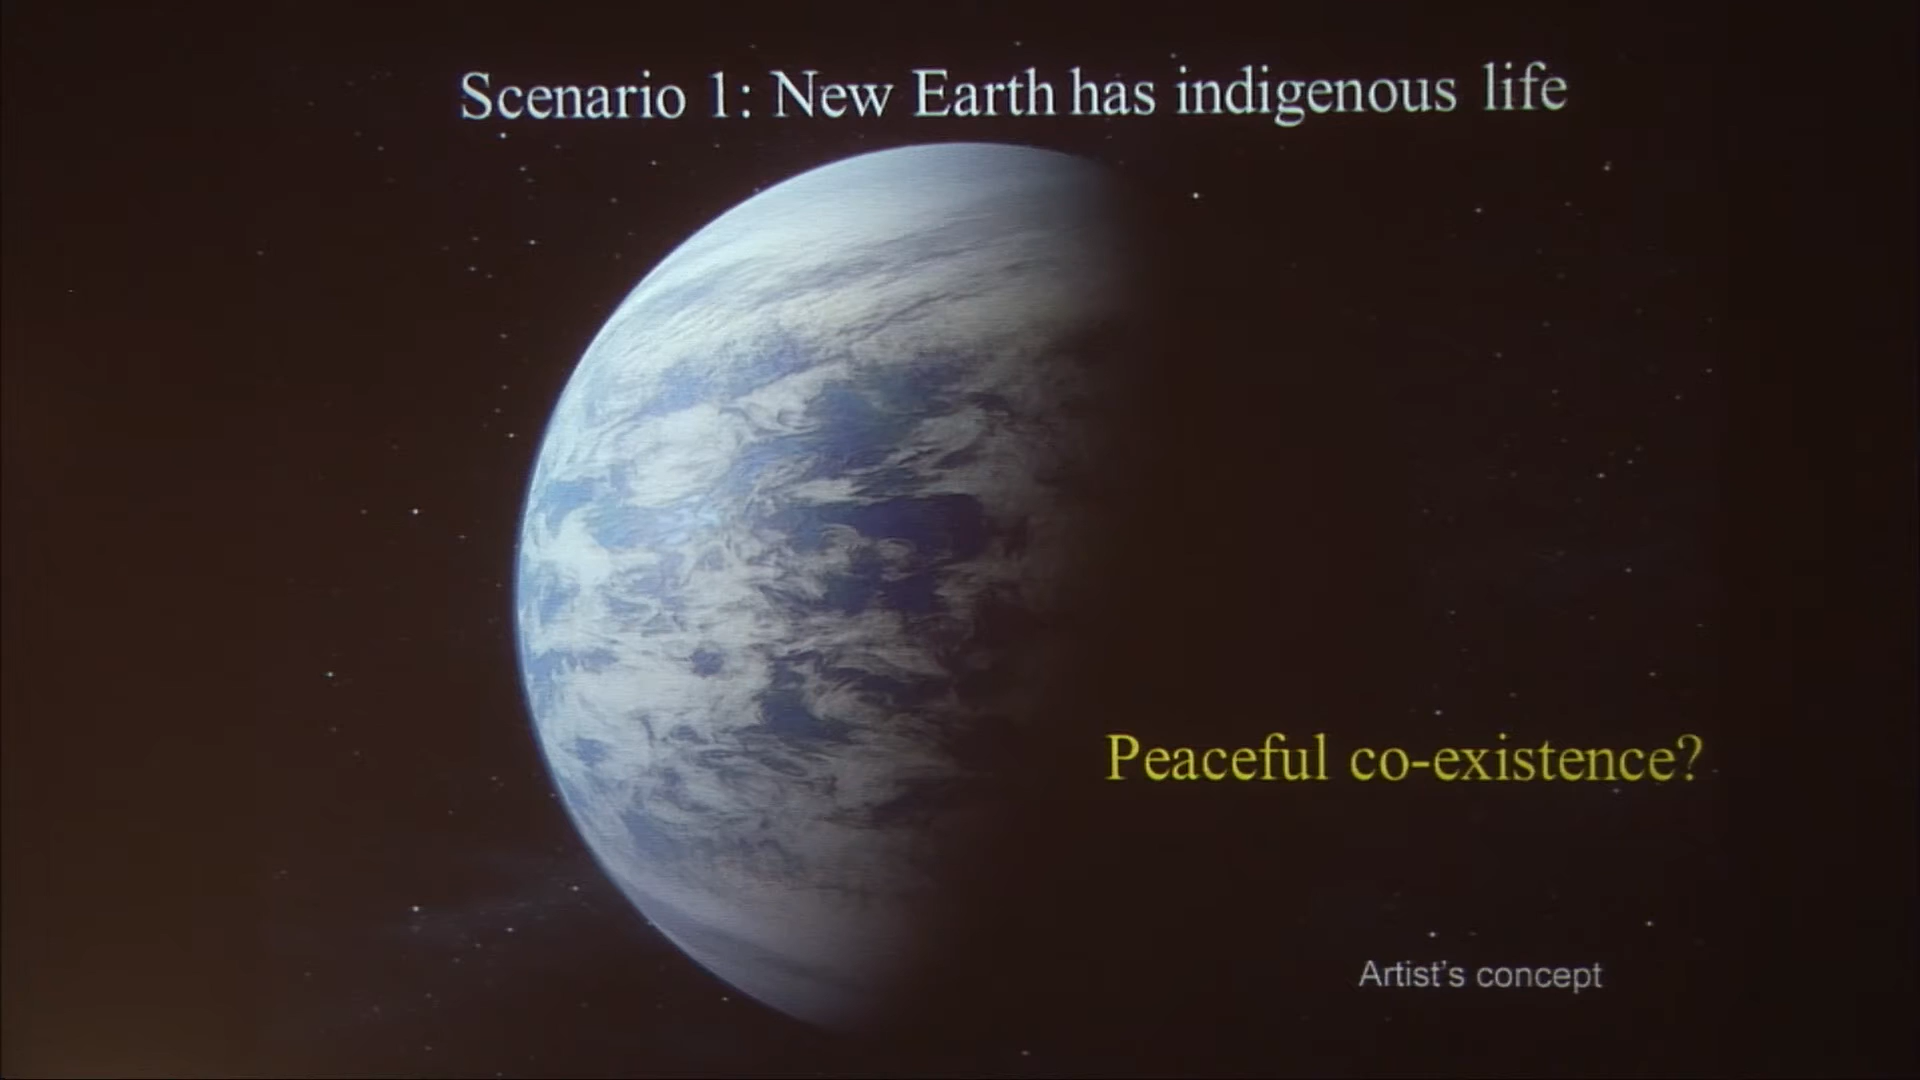 Scenario 1: New Earth has indigenous life
Peaceful co-existence?
Artist's concept